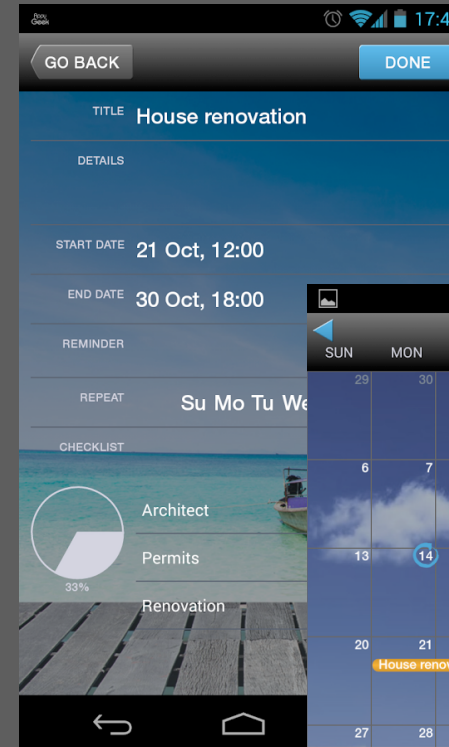 17:4
GO BACK
DONE
TITLE House renovation
DETAILS
START DATE 21 Oct, 12:00
END DATE 30 Oct, 18:00
REMINDER
REPEAT Su Mo Tu We
CHECKLIST
33%
Architect
Permits
Renovation
SUN MON
29 30
6 7
13 14
20 21
House renov
27 28